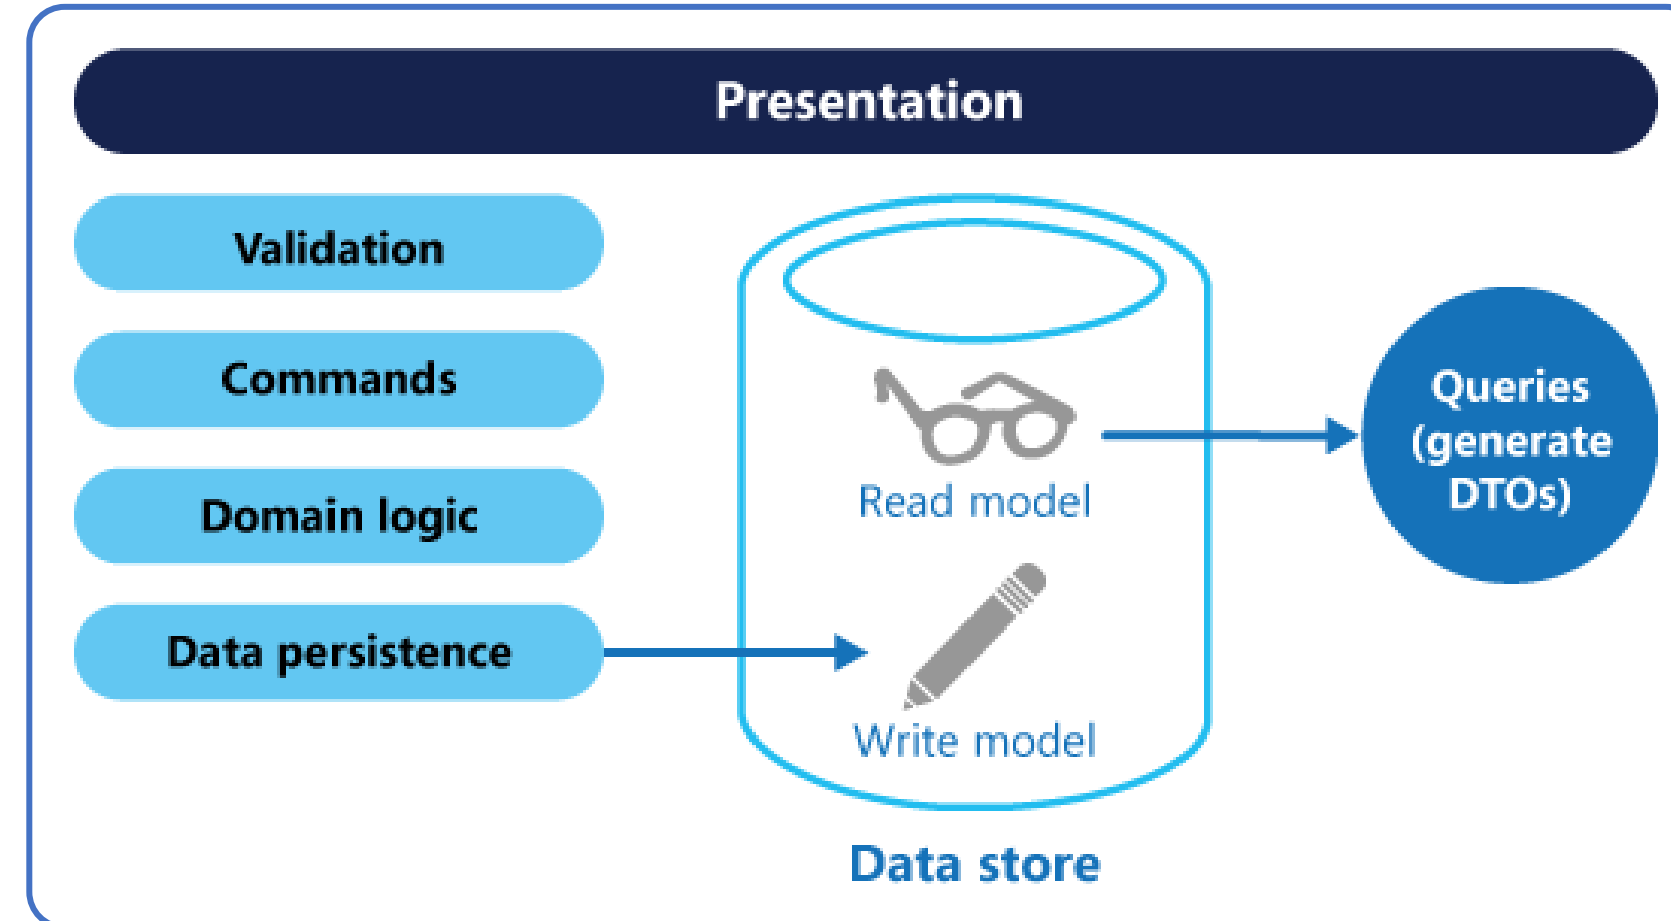 Presentation
Validation
Commands
Domain logic
Data persistence
Read model
Write model
Data store
Queries
(generate
DTOs)